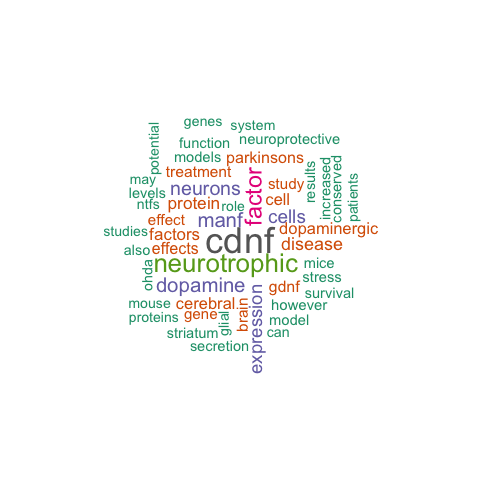 genes
system
potential
function
neuroprotective
models
parkinsons
treatment
factor
results
increased
conserved
patients
may
neurons
study
levels
ntfs
protein
role
cell
effect
manf
cells
studies
factors
cdnf
dopaminergic
also
effects
disease
neurotrophic
mice
ohda
dopamine
gdnf
stress
survival
mouse
cerebral
brain
expression
however
proteins
gene
glial
model
striatum
can
secretion